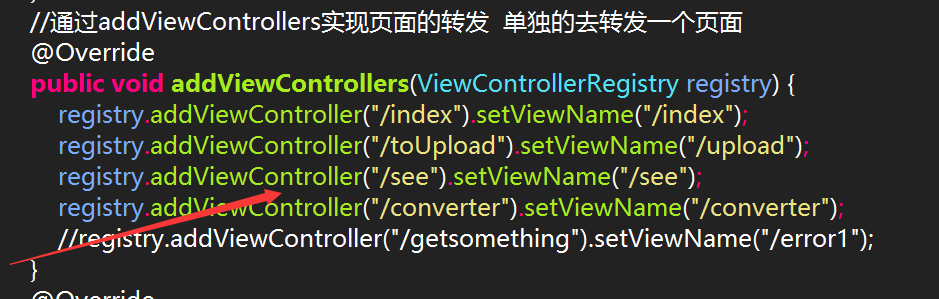 //通过addViewControllers实现页面的转发 单独的去转发一个页面
@Override
public void addViewControllers(ViewControllerRegistry registry) {
registry.addViewController("/index").setViewName("/index");
registry.addViewController("/toUpload").setViewName("/upload");
registry.addViewController("/see").setViewName("/see");
registry.addViewController("/converter").setViewName("/converter");
//registry.addViewController("/getsomething").setViewName("/error1");
}
@Override